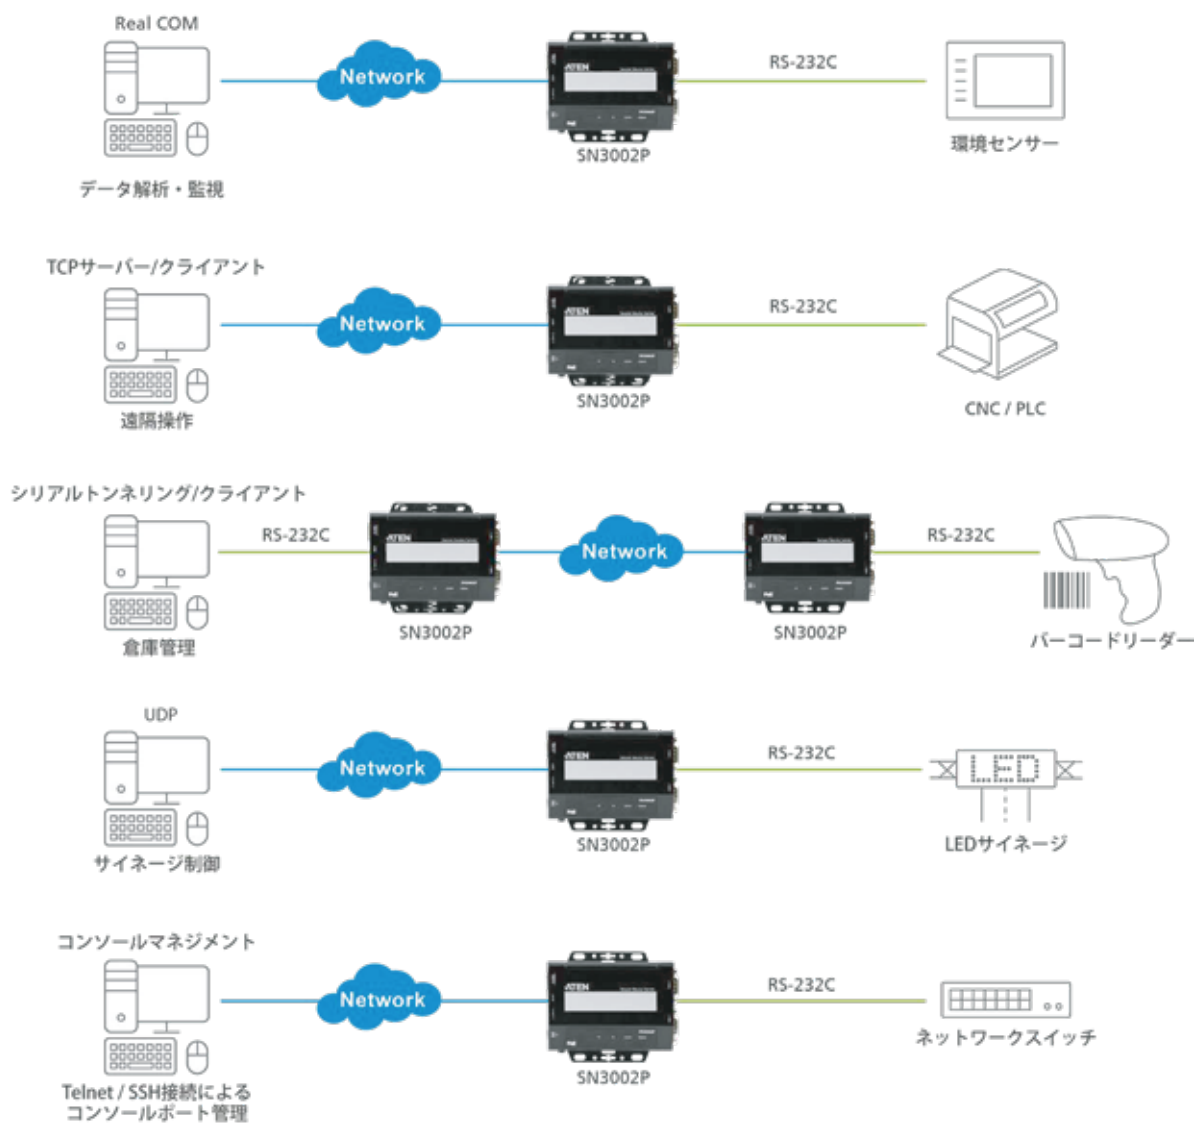 Real COM
Network
ATEN
SN3002P
RS-232C
環境センサー
データ解析・監視
TCPサーバー/クライアント
Network
ATEN
SN3002P
RS-232C
CNC / PLC
遠隔操作
シリアルトンネリング/クライアント
RS-232C
ATEN
SN3002P
Network
ATEN
SN3002P
RS-232C
バーコードリーダー
倉庫管理
UDP
Network
ATEN
SN3002P
RS-232C
LED
LEDサイネージ
サイネージ制御
コンソールマネジメント
Network
ATEN
SN3002P
RS-232C
ネットワークスイッチ
Telnet / SSH接続による
コンソールポート管理